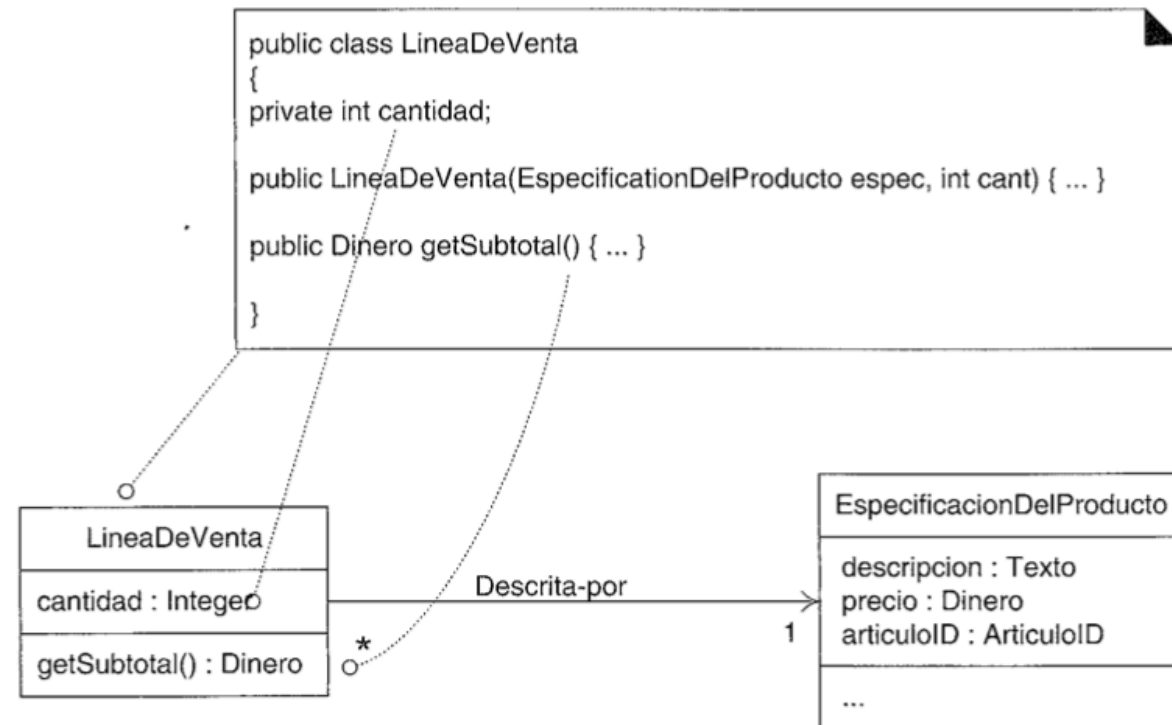 public class LineaDeVenta
{
private int cantidad;
public LineaDeVenta(EspecificationDelProducto espec, int cant) { ... }
public Dinero getSubtotal() { ... }
}
LineaDeVenta
cantidad : Integer
getSubtotal() : Dinero
*
Descrita-por
1
EspecificacionDelProducto
descripcion : Texto
precio : Dinero
articuloID : ArticuloID
...